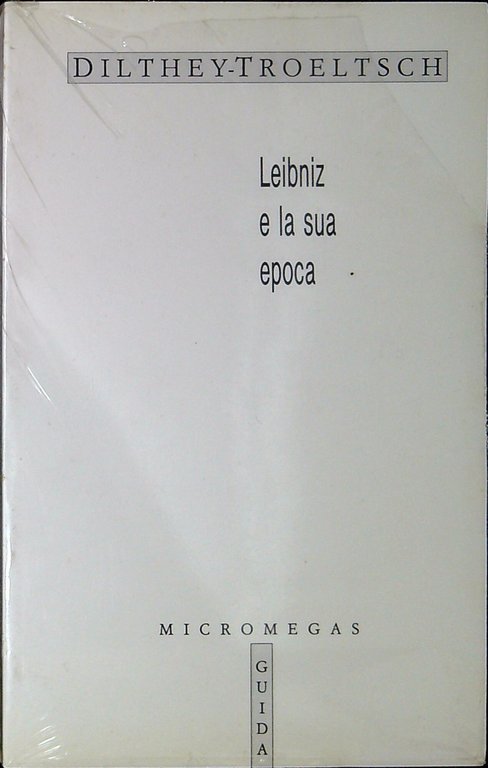 DILTHEY-TROELTSCH
Leibniz
e la sua
epoca
MICROMEGAS
GUIDA